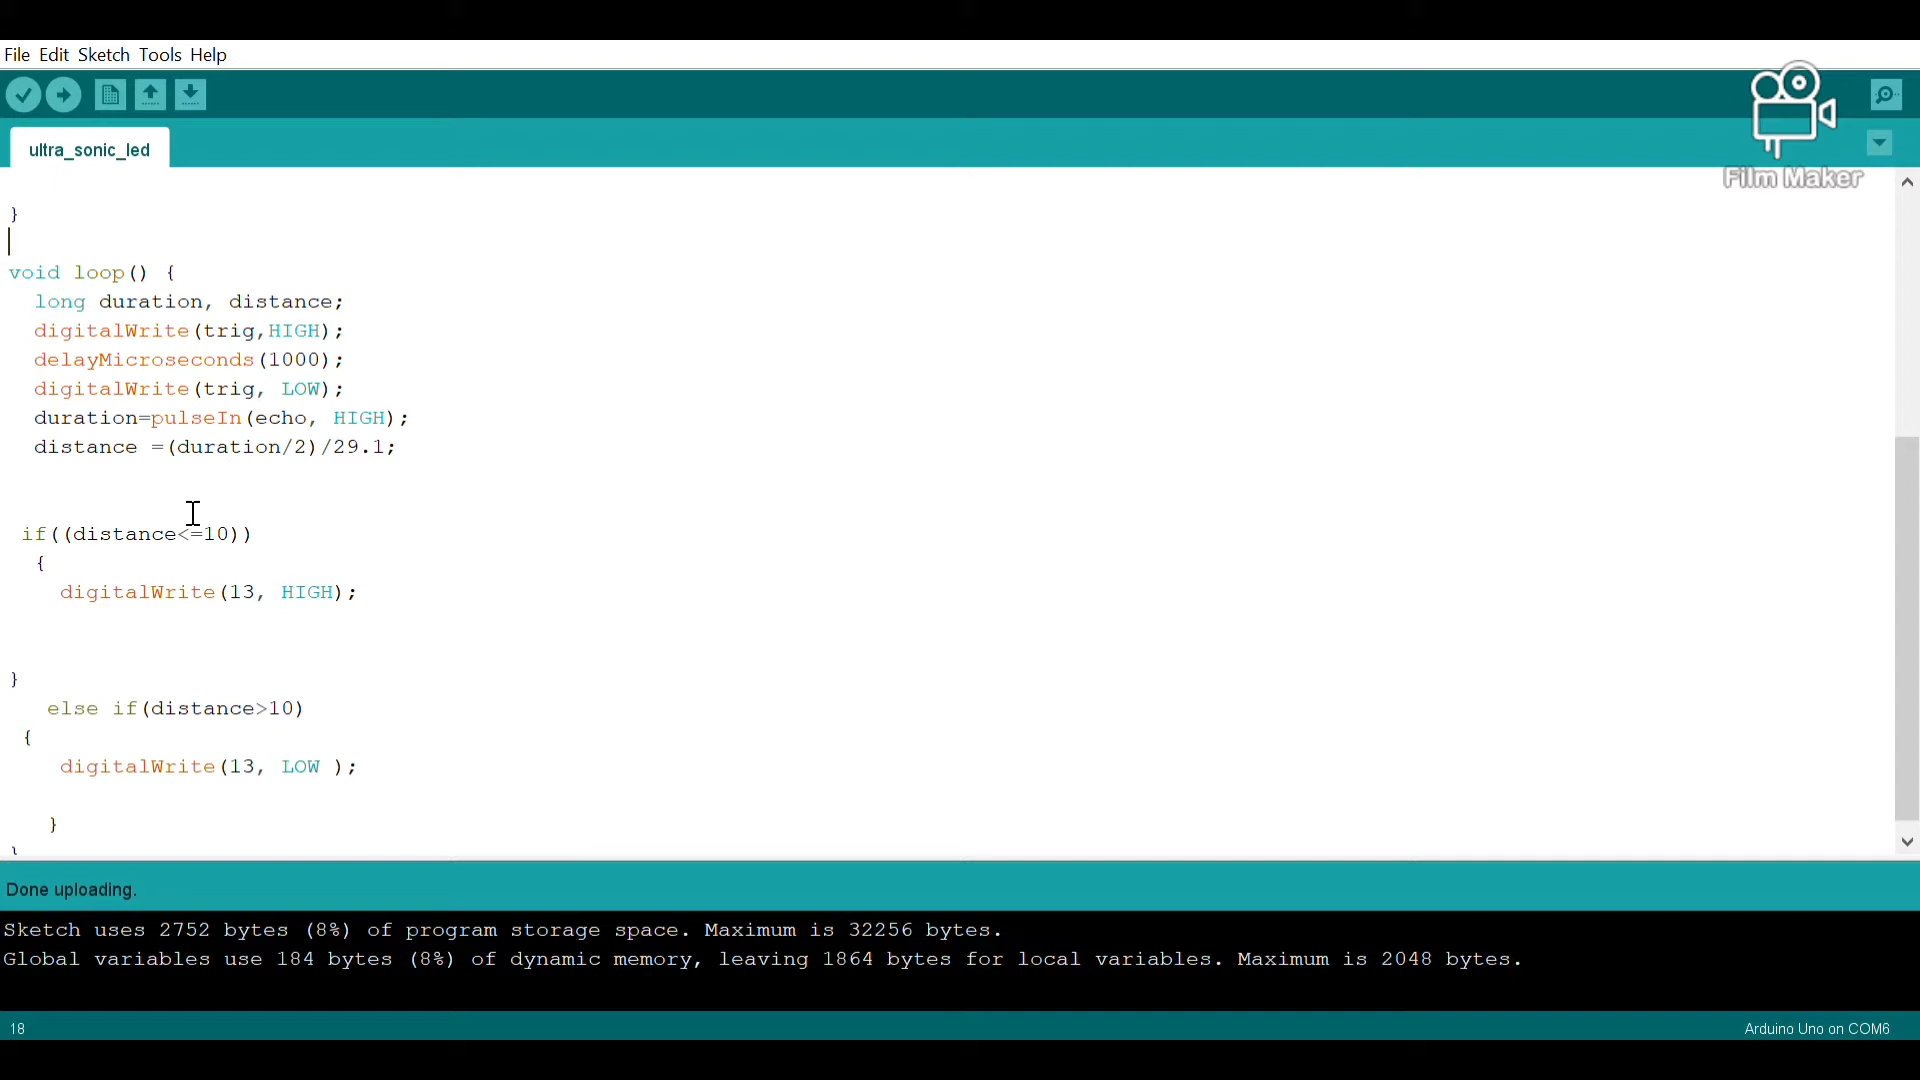 File Edit Sketch Tools Help
Film Maker
ultra_sonic_led
}
void loop() {
long duration, distance;
digitalWrite(trig,HIGH);
delayMicroseconds(1000);
digitalWrite(trig, LOW);
duration=pulseIn(echo, HIGH);
distance =(duration/2)/29.1;
if((distance<=10))
{
digitalWrite(13, HIGH);
}
else if(distance>10)
{
digitalWrite(13, LOW );
}
}
Done uploading.
Sketch uses 2752 bytes (8%) of program storage space. Maximum is 32256 bytes.
Global variables use 184 bytes (8%) of dynamic memory, leaving 1864 bytes for local variables. Maximum is 2048 bytes.
18
Arduino Uno on COM6